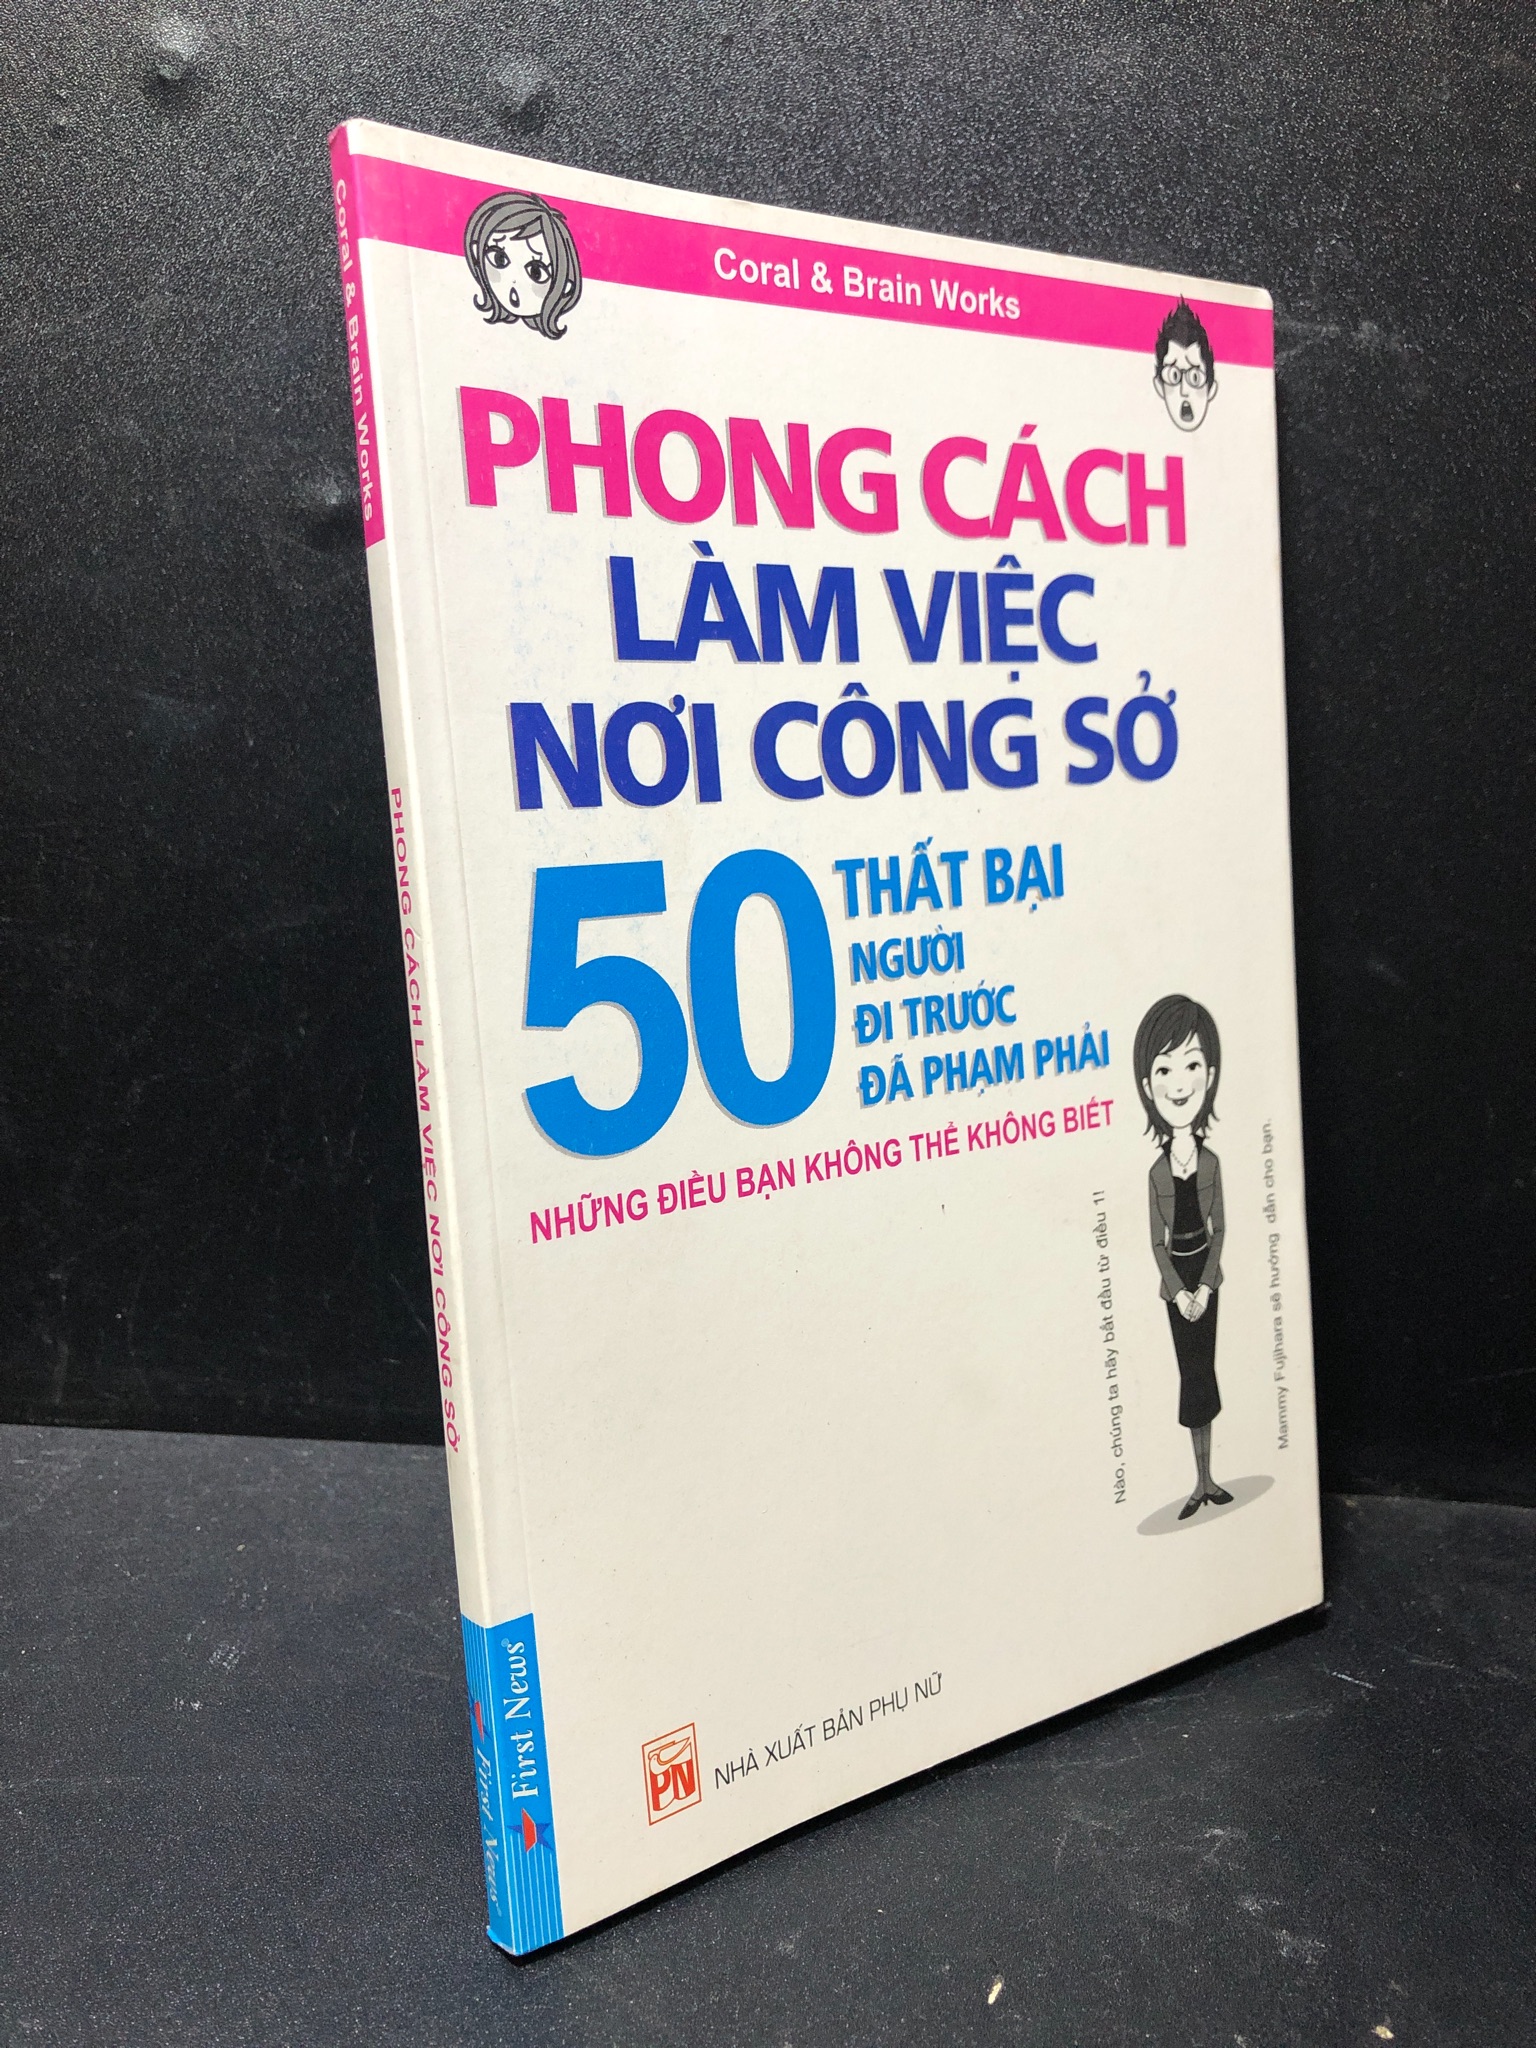 Coral & Brain Works
PHONG CÁCH
LÀM VIỆC
NƠI CÔNG SỞ
50
THẤT BẠI
NGƯỜI
ĐI TRƯỚC
ĐÃ PHẠM PHẢI
NHỮNG ĐIỀU BẠN KHÔNG THỂ KHÔNG BIẾT
Nào, chúng ta hãy bắt đầu từ điều 1!
Mammy Fujihara sẽ hướng dẫn cho bạn.
PN
NHÀ XUẤT BẢN PHỤ NỮ
First News®
Coral & Brain Works
PHONG CÁCH LÀM VIỆC NƠI CÔNG SỞ
First News®